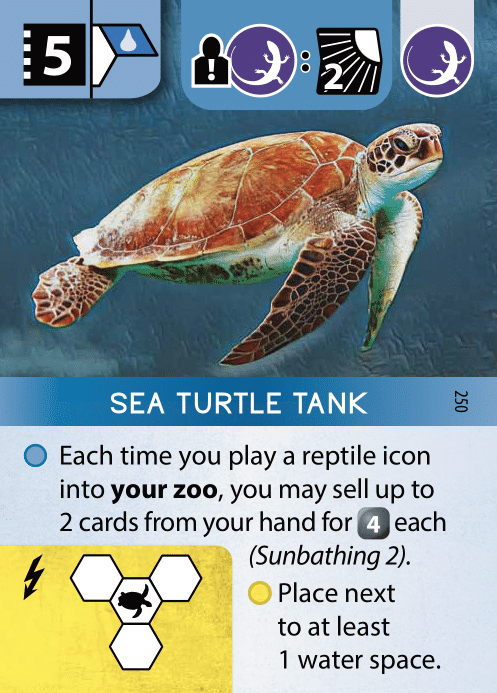 5
!
:
2
SEA TURTLE TANK
250
Each time you play a reptile icon
into your zoo, you may sell up to
2 cards from your hand for 4 each
(Sunbathing 2).
Place next
to at least
1 water space.